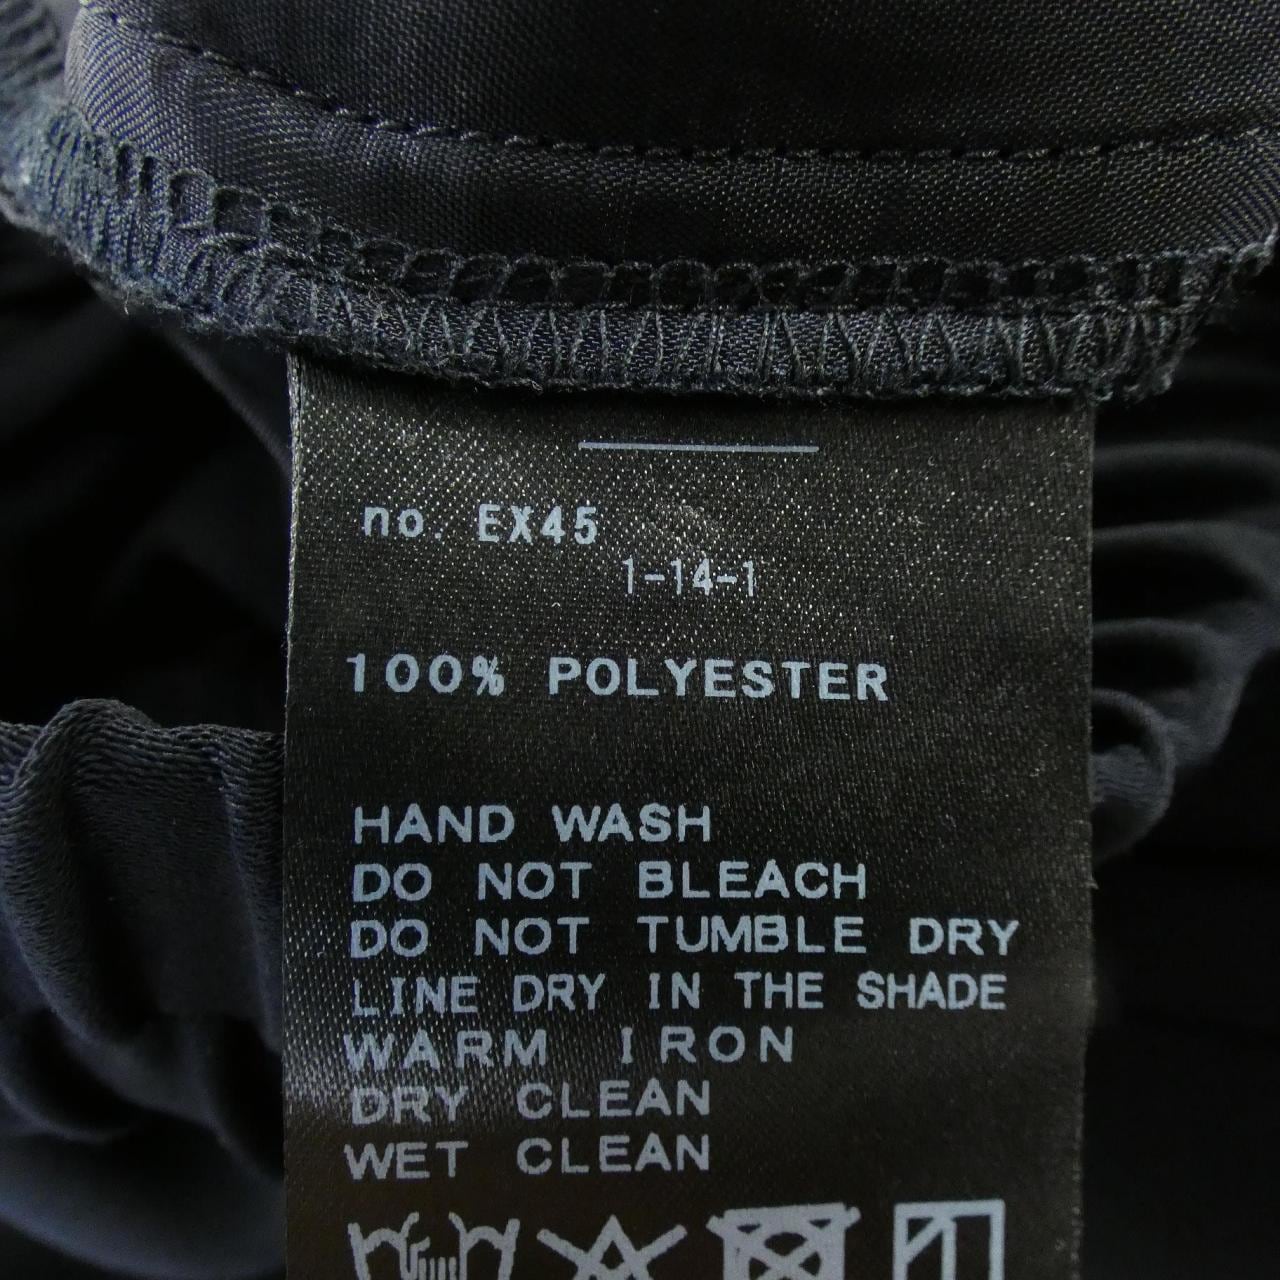 no. EX45
1-14-1
100% POLYESTER
HAND WASH
DO NOT BLEACH
DO NOT TUMBLE DRY
LINE DRY IN THE SHADE
WARM IRON
DRY CLEAN
WET CLEAN